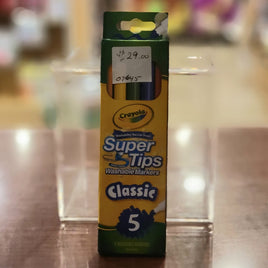 $29.00
07645
Crayola
Super
Tips
Washable Markers
Classic
5